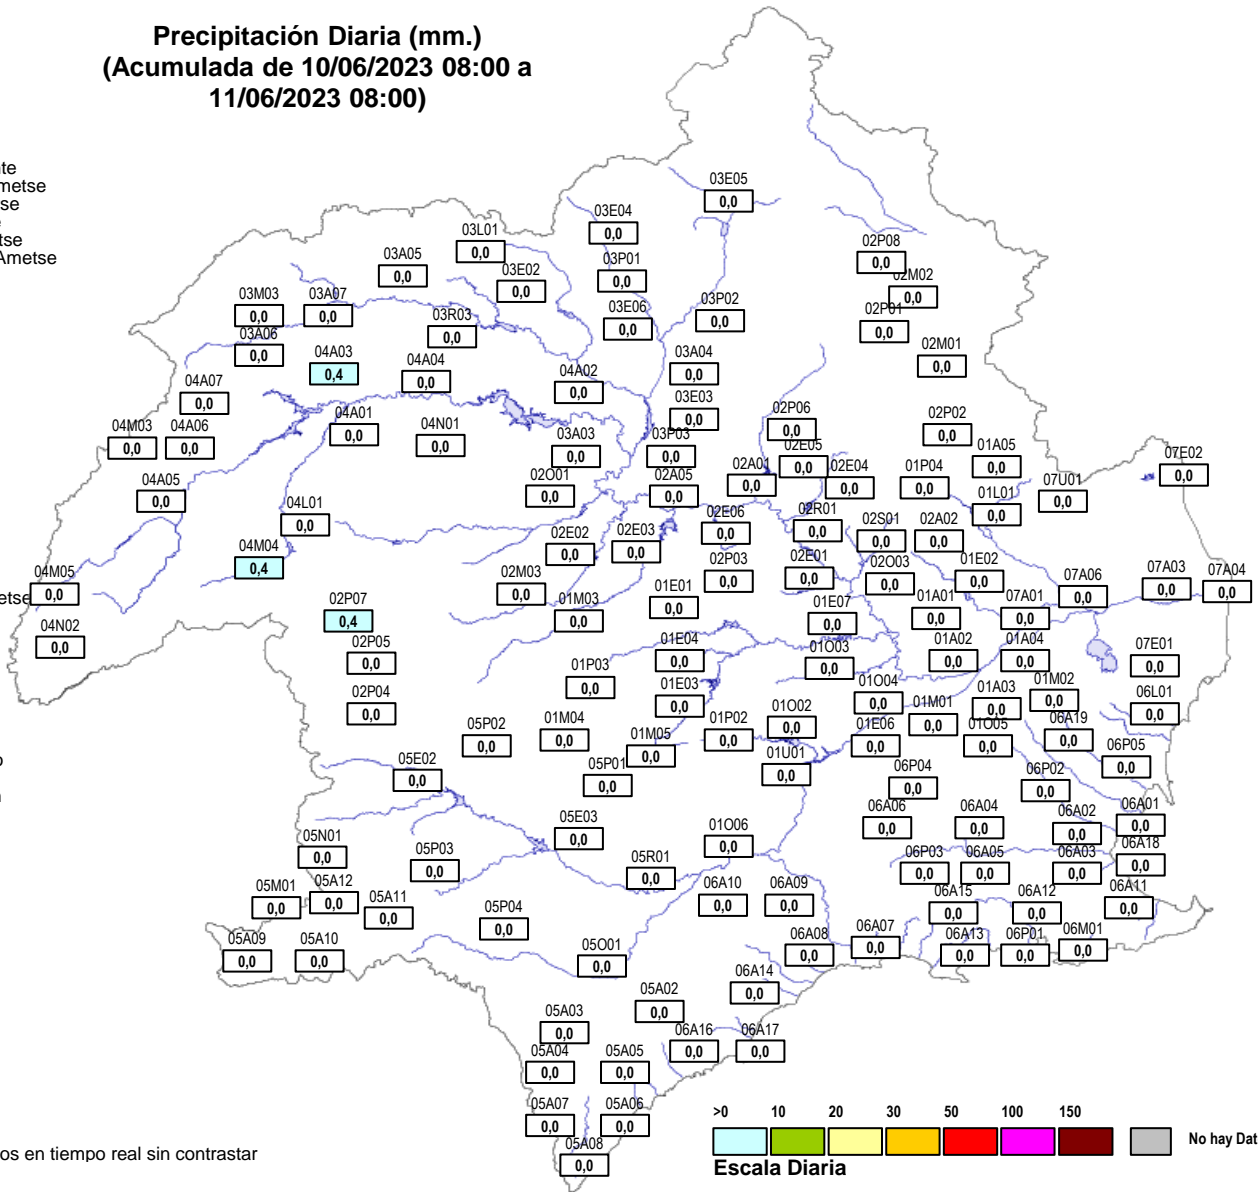 Precipitación Diaria (mm.)
(Acumulada de 10/06/2023 08:00 a
11/06/2023 08:00)
03E05
0,0
03E04
0,0
03L01
0,0
03A05
0,0
03P01
0,0
03E02
0,0
02P08
0,0
02M02
0,0
03M03
0,0
03A07
0,0
03R03
0,0
03E06
0,0
03P02
0,0
02P01
0,0
03A06
0,0
04A03
0,4
04A04
0,0
04A02
0,0
03A04
0,0
02M01
0,0
04A07
0,0
03E03
0,0
04M03
0,0
04A06
0,0
04A01
0,0
04N01
0,0
03A03
0,0
03P03
0,0
02P06
0,0
02P02
0,0
02E05
0,0
01A05
0,0
07E02
0,0
04A05
0,0
02O01
0,0
02A05
0,0
02A01
0,0
02E04
0,0
01P04
0,0
07U01
0,0
04L01
0,0
01L01
0,0
02R01
0,0
02E06
0,0
02S01
0,0
02A02
0,0
02E02
0,0
02E03
0,0
04M04
0,4
04M05
0,0
02M03
0,0
02P03
0,0
02E01
0,0
02O03
0,0
01E02
0,0
07A06
0,0
07A03
0,0
07A04
0,0
01M03
0,0
01E01
0,0
01E07
0,0
01A01
0,0
07A01
0,0
02P07
0,4
04N02
0,0
02P05
0,0
01E04
0,0
01O03
0,0
01A02
0,0
01A04
0,0
07E01
0,0
01P03
0,0
01E03
0,0
01O04
0,0
01A03
0,0
01M02
0,0
06L01
0,0
02P04
0,0
05P02
0,0
01M04
0,0
01M05
0,0
01P02
0,0
01O02
0,0
01E06
0,0
01M01
0,0
01O05
0,0
06A19
0,0
06P05
0,0
05E02
0,0
05P01
0,0
01U01
0,0
06P04
0,0
06P02
0,0
05E03
0,0
01O06
0,0
06A06
0,0
06A04
0,0
06A02
0,0
06A01
0,0
05N01
0,0
05P03
0,0
05R01
0,0
06P03
0,0
06A05
0,0
06A03
0,0
06A18
0,0
05M01
0,0
05A12
0,0
05A11
0,0
06A10
0,0
06A09
0,0
06A15
0,0
06A12
0,0
06A11
0,0
05P04
0,0
05A09
0,0
05A10
0,0
05O01
0,0
06A08
0,0
06A07
0,0
06A13
0,0
06P01
0,0
06M01
0,0
06A14
0,0
05A02
0,0
05A03
0,0
06A16
0,0
06A17
0,0
05A04
0,0
05A05
0,0
05A07
0,0
05A06
0,0
05A08
0,0
nte
metse
tse
e
tse
Ametse
etse
o
n
os en tiempo real sin contrastar
>0 10 20 30 50 100 150
No hay Dat
Escala Diaria